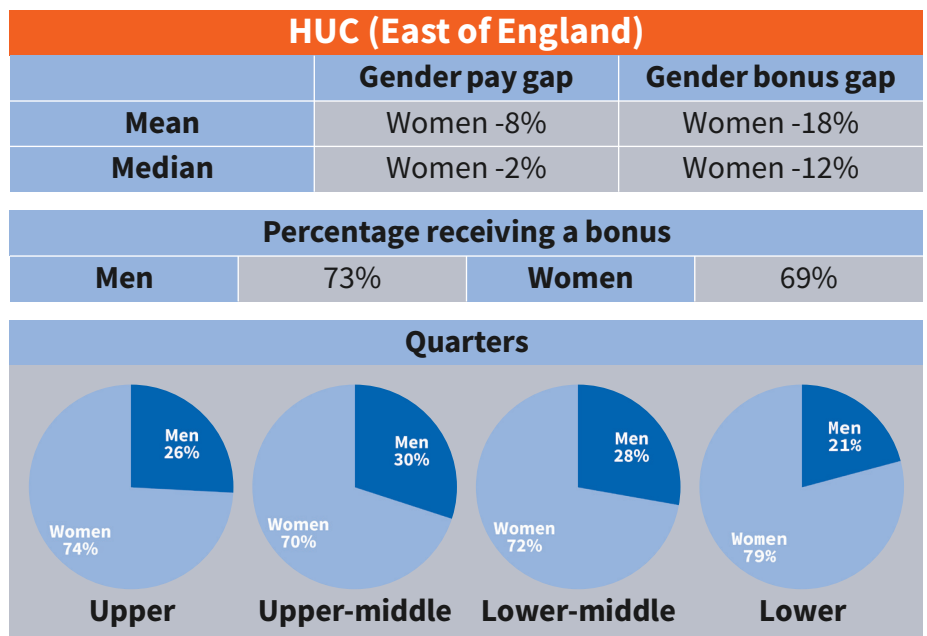 HUC (East of England)
Gender pay gap Gender bonus gap
Mean Women -8% Women -18%
Median Women -2% Women -12%
Percentage receiving a bonus
Men 73% Women 69%
Quarters
Men
26%
Women
74%
Upper
Men
30%
Women
70%
Upper-middle
Men
28%
Women
72%
Lower-middle
Men
21%
Women
79%
Lower